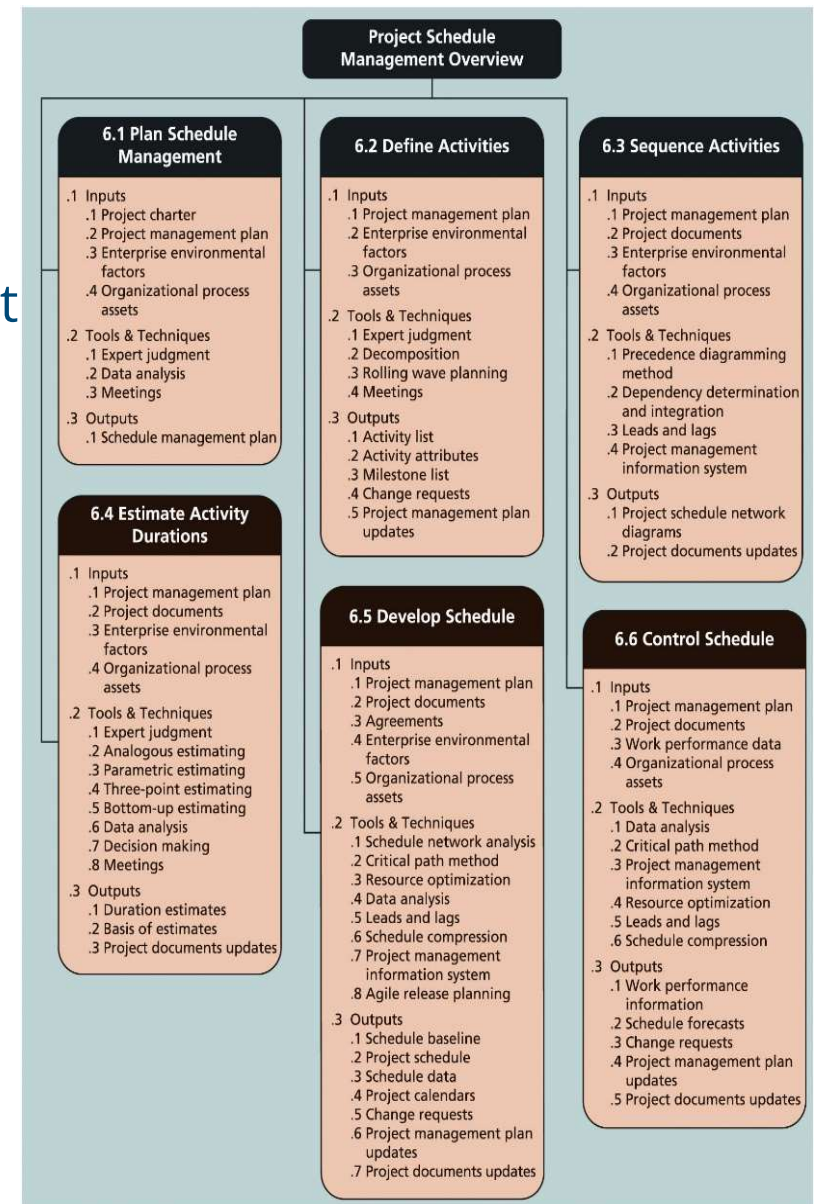 Project Schedule
Management Overview
6.1 Plan Schedule
Management
.1 Inputs
.1 Project charter
.2 Project management plan
.3 Enterprise environmental
factors
.4 Organizational process
assets
.2 Tools & Techniques
.1 Expert judgment
.2 Data analysis
.3 Meetings
.3 Outputs
.1 Schedule management plan
6.2 Define Activities
.1 Inputs
.1 Project management plan
.2 Enterprise environmental
factors
.3 Organizational process
assets
.2 Tools & Techniques
.1 Expert judgment
.2 Decomposition
.3 Rolling wave planning
.4 Meetings
.3 Outputs
.1 Activity list
.2 Activity attributes
.3 Milestone list
.4 Change requests
.5 Project management plan
updates
6.3 Sequence Activities
.1 Inputs
.1 Project management plan
.2 Project documents
.3 Enterprise environmental
factors
.4 Organizational process
assets
.2 Tools & Techniques
.1 Precedence diagramming
method
.2 Dependency determination
and integration
.3 Leads and lags
.4 Project management
information system
.3 Outputs
.1 Project schedule network
diagrams
.2 Project documents updates
t
6.4 Estimate Activity
Durations
.1 Inputs
.1 Project management plan
.2 Project documents
.3 Enterprise environmental
factors
.4 Organizational process
assets
.2 Tools & Techniques
.1 Expert judgment
.2 Analogous estimating
.3 Parametric estimating
.4 Three-point estimating
.5 Bottom-up estimating
.6 Data analysis
.7 Decision making
.8 Meetings
.3 Outputs
.1 Duration estimates
.2 Basis of estimates
.3 Project documents updates
6.5 Develop Schedule
.1 Inputs
.1 Project management plan
.2 Project documents
.3 Agreements
.4 Enterprise environmental
factors
.5 Organizational process
assets
.2 Tools & Techniques
.1 Schedule network analysis
.2 Critical path method
.3 Resource optimization
.4 Data analysis
.5 Leads and lags
.6 Schedule compression
.7 Project management
information system
.8 Agile release planning
.3 Outputs
.1 Schedule baseline
.2 Project schedule
.3 Schedule data
.4 Project calendars
.5 Change requests
.6 Project management plan
updates
.7 Project documents updates
6.6 Control Schedule
.1 Inputs
.1 Project management plan
.2 Project documents
.3 Work performance data
.4 Organizational process
assets
.2 Tools & Techniques
.1 Data analysis
.2 Critical path method
.3 Project management
information system
.4 Resource optimization
.5 Leads and lags
.6 Schedule compression
.3 Outputs
.1 Work performance
information
.2 Schedule forecasts
.3 Change requests
.4 Project management plan
updates
.5 Project documents updates